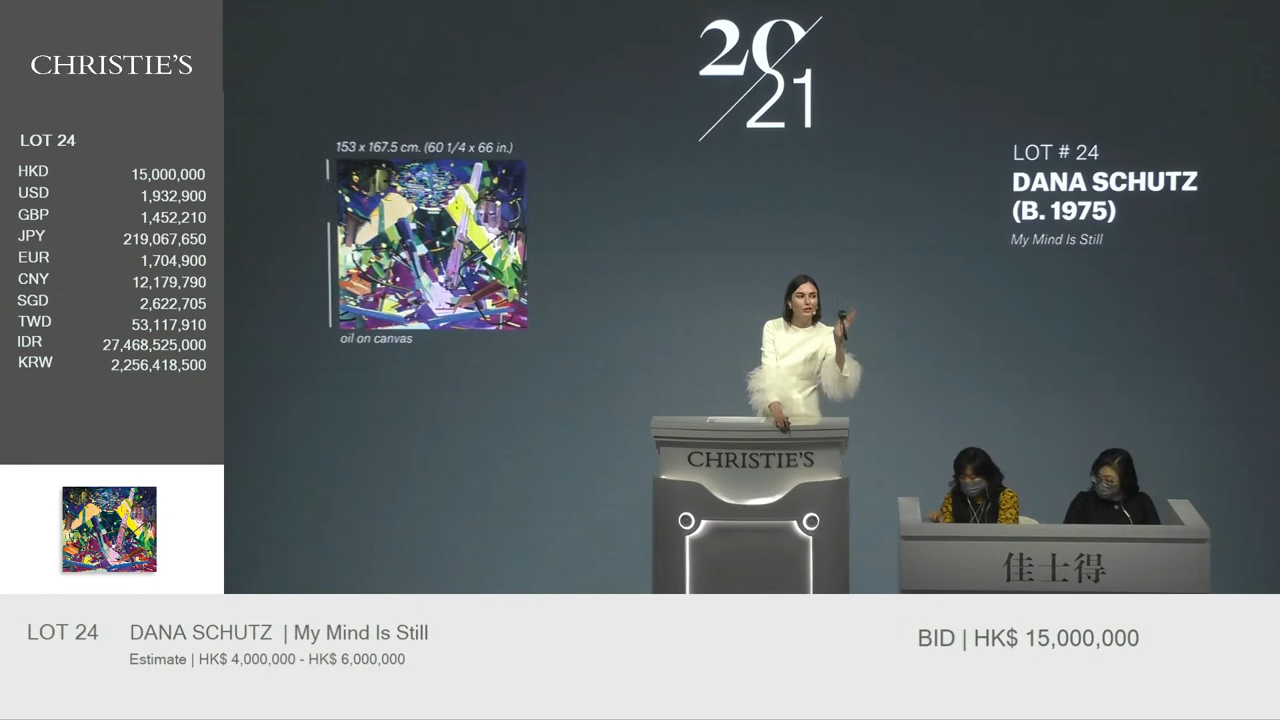 CHRISTIE'S
LOT 24
HKD 15,000,000
USD 1,932,900
GBP 1,452,210
JPY 219,067,650
EUR 1,704,900
CNY 12,179,790
SGD 2,622,705
TWD 53,117,910
IDR 27,468,525,000
KRW 2,256,418,500
20
21
153 x 167.5 cm. (60 1/4 x 66 in.)
oil on canvas
LOT # 24
DANA SCHUTZ
(B. 1975)
My Mind Is Still
CHRISTIE'S
佳士得
LOT 24 DANA SCHUTZ | My Mind Is Still
Estimate | HK$ 4,000,000 - HK$ 6,000,000
BID | HK$ 15,000,000